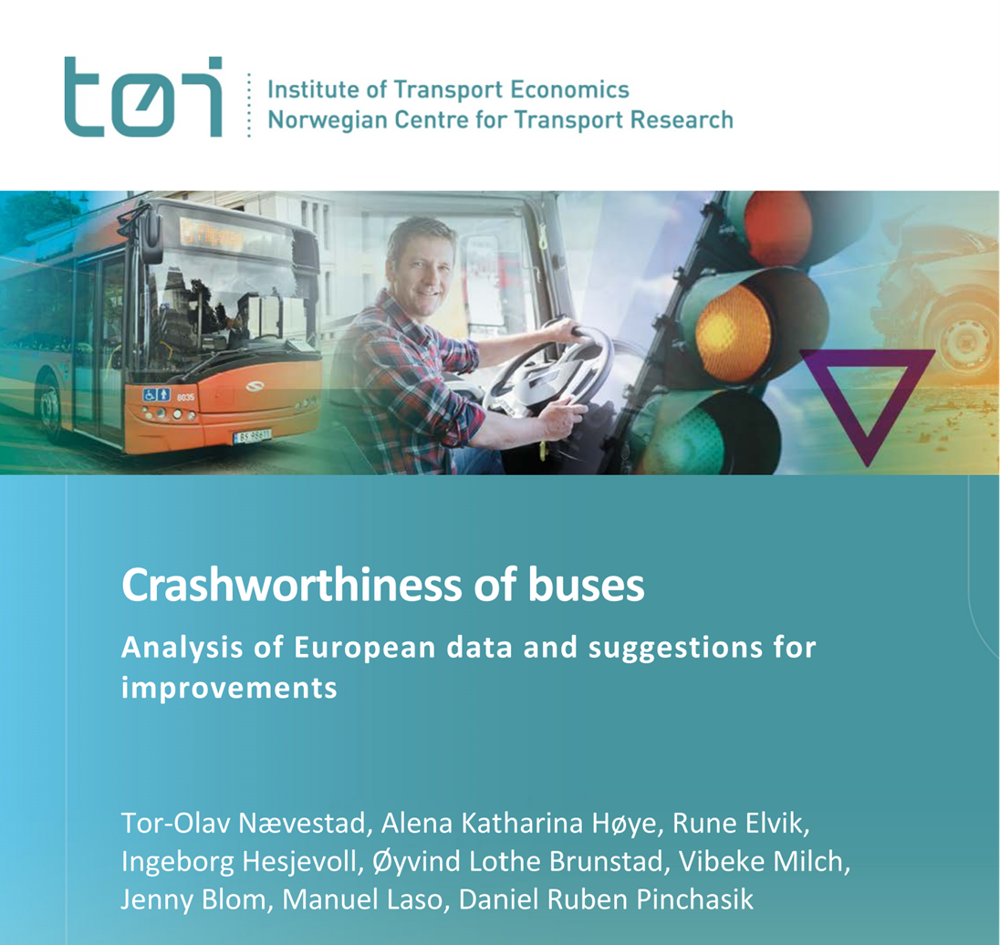 tøi
Institute of Transport Economics
Norwegian Centre for Transport Research
8035
Crashworthiness of buses
Analysis of European data and suggestions for
improvements
Tor-Olav Nævestad, Alena Katharina Høye, Rune Elvik,
Ingeborg Hesjevoll, Øyvind Lothe Brunstad, Vibeke Milch,
Jenny Blom, Manuel Laso, Daniel Ruben Pinchasik